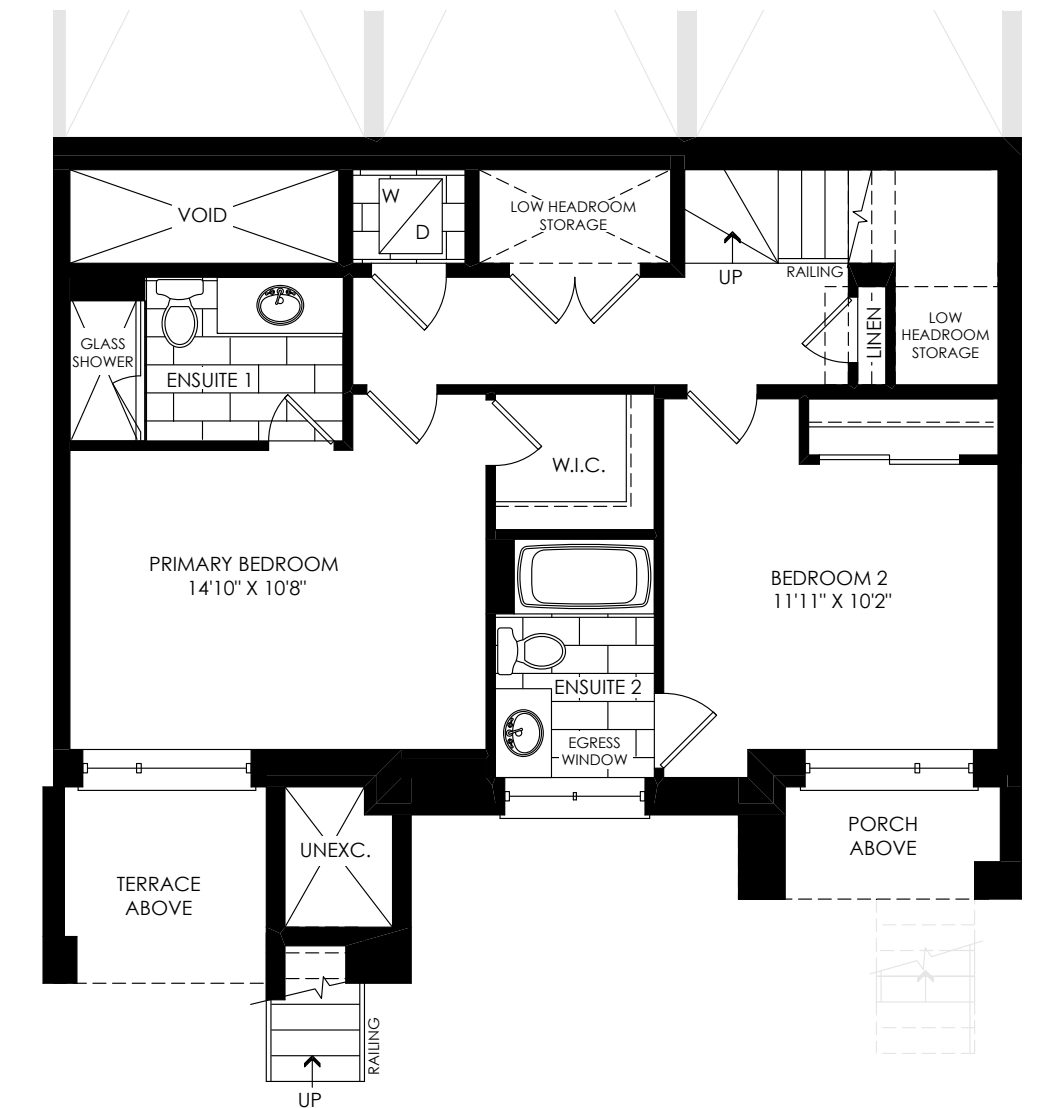 VOID
W
D
LOW HEADROOM
STORAGE
UP
RAILING
GLASS
SHOWER
ENSUITE 1
LINEN
LOW
HEADROOM
STORAGE
W.I.C.
PRIMARY BEDROOM
14'10" X 10'8"
BEDROOM 2
11'11" X 10'2"
ENSUITE 2
EGRESS
WINDOW
UNEXC.
PORCH
ABOVE
TERRACE
ABOVE
RAILING
UP